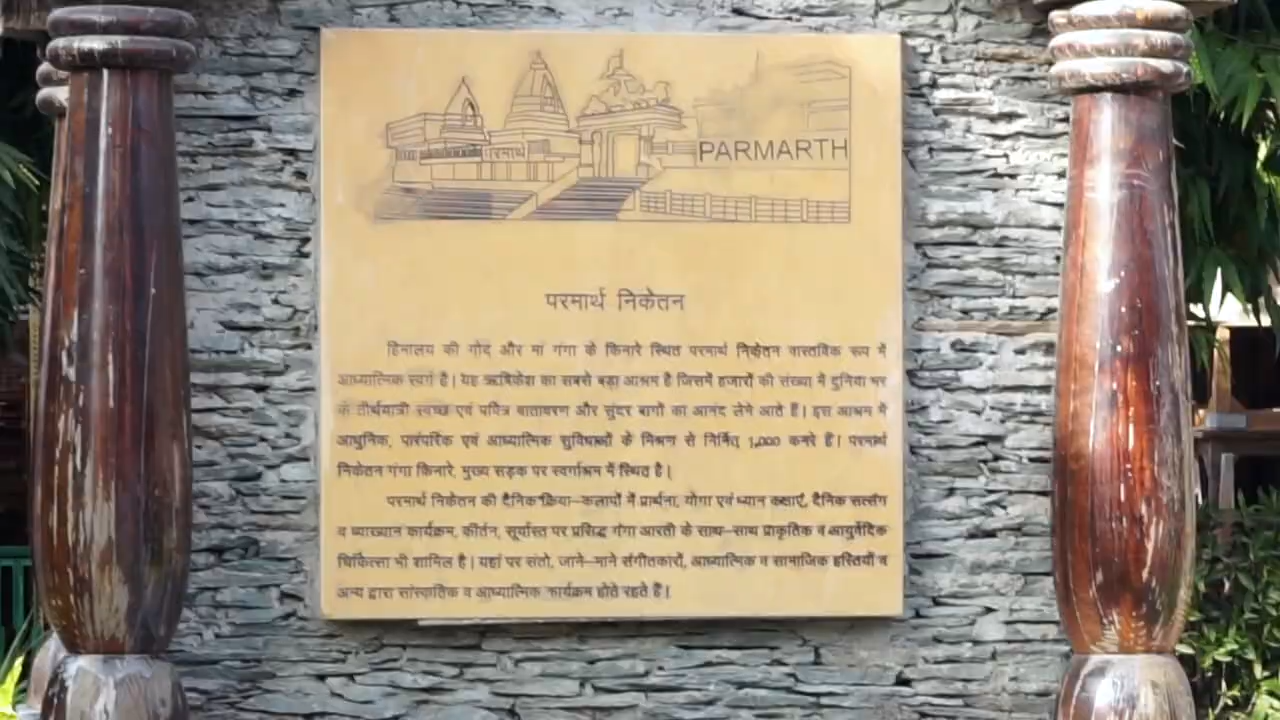 परमार्थ
PARMARTH
परमार्थ निकेतन
हिमालय की गोद और मां गंगा के किनारे स्थित परमार्थ निकेतन वास्तविक रूप में
आध्यात्मिक स्वर्ग है। यह ऋषिकेश का सबसे बड़ा आश्रम है जिसमें हजारों की संख्या में दुनिया भर
के तीर्थयात्री स्वच्छ एवं पवित्र वातावरण और सुंदर बागों का आनंद लेने आते हैं। इस आश्रम में
आधुनिक, पारंपरिक एवं आध्यात्मिक सुविधाओं के मिश्रण से निर्मित् 1,000 कमरे हैं। परमार्थ
निकेतन गंगा किनारे, मुख्य सड़क पर स्वर्गाश्रम में स्थित है।
परमार्थ निकेतन की दैनिक क्रिया–कलापों में प्रार्थना, योगा एवं ध्यान कक्षाएँ, दैनिक सत्संग
व व्याख्यान कार्यक्रम, कीर्तन, सूर्यास्त पर प्रसिद्ध गंगा आरती के साथ–साथ प्राकृतिक व आयुर्वेदिक
चिकित्सा भी शामिल है। यहां पर संतो, जाने–माने संगीतकारों, आध्यात्मिक व सामाजिक हस्तियों व
अन्य द्वारा सांस्कृतिक व आध्यात्मिक कार्यक्रम होते रहते हैं।